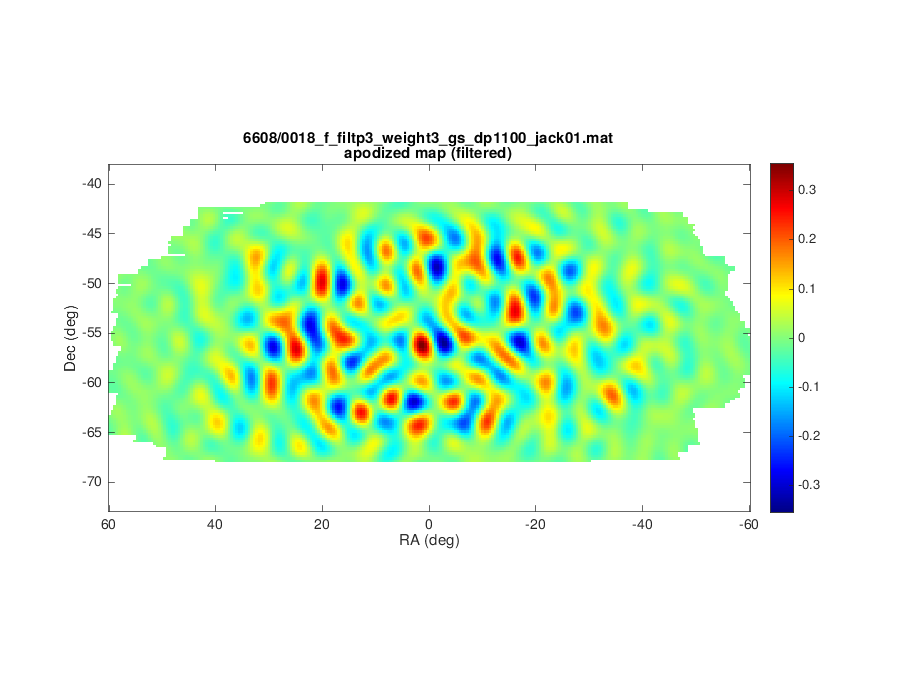 6608/0018_f_filtp3_weight3_gs_dp1100_jack01.mat
apodized map (filtered)
-40
-45
-50
-55
-60
-65
-70
Dec (deg)
60 40 20 0 -20 -40 -60
RA (deg)
0.3
0.2
0.1
0
-0.1
-0.2
-0.3